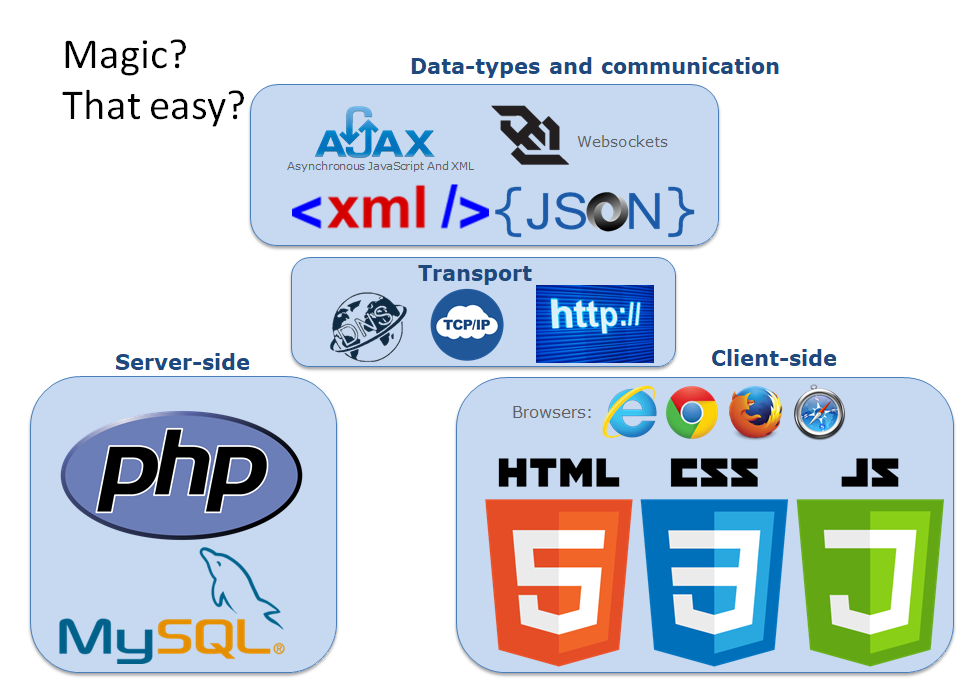 Magic?
That easy?
Data-types and communication
AJAX
Asynchronous JavaScript And XML
Websockets
<xml />
{JSON}
Transport
DNS
TCP/IP
http://
Server-side
php
MySQL®
Client-side
Browsers:
HTML
CSS
JS
5
3
J